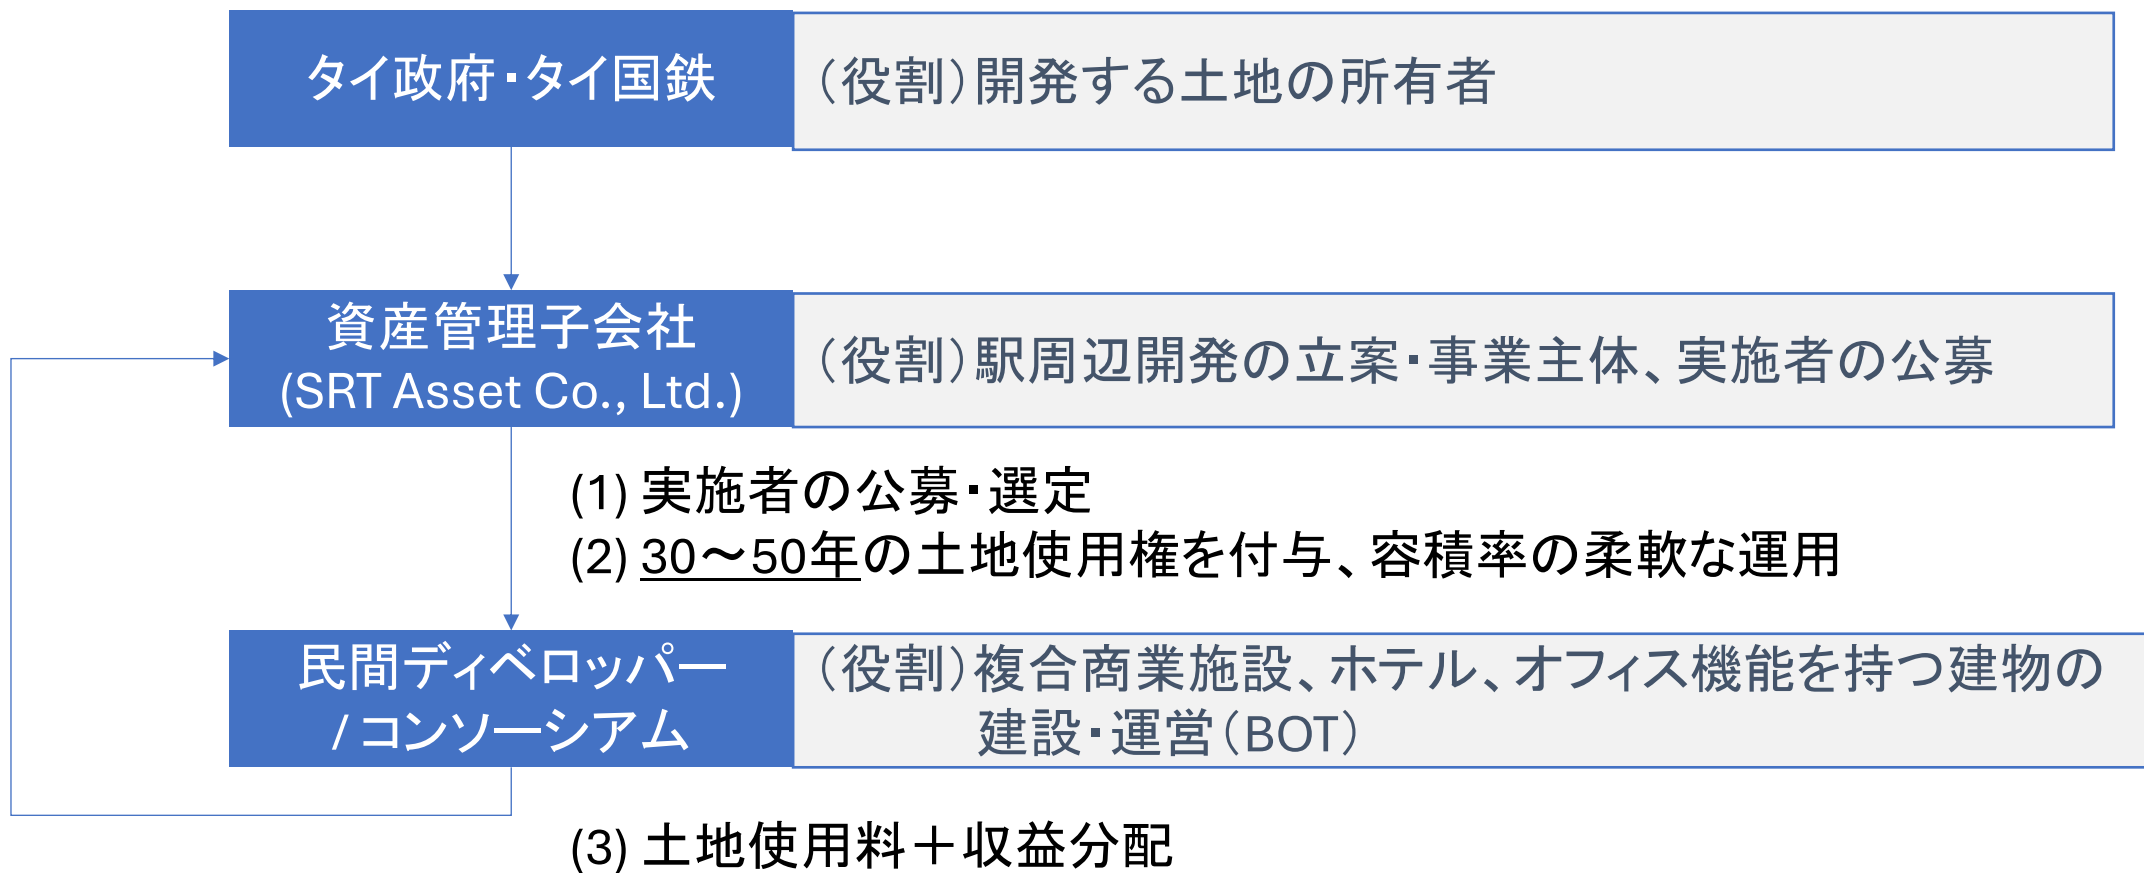 タイ政府・タイ国鉄
（役割）開発する土地の所有者
資産管理子会社
(SRT Asset Co., Ltd.)
（役割）駅周辺開発の立案・事業主体、実施者の公募
(1) 実施者の公募・選定
(2) 30～50年の土地使用権を付与、容積率の柔軟な運用
民間ディベロッパー
/ コンソーシアム
（役割）複合商業施設、ホテル、オフィス機能を持つ建物の
建設・運営（BOT）
(3) 土地使用料＋収益分配